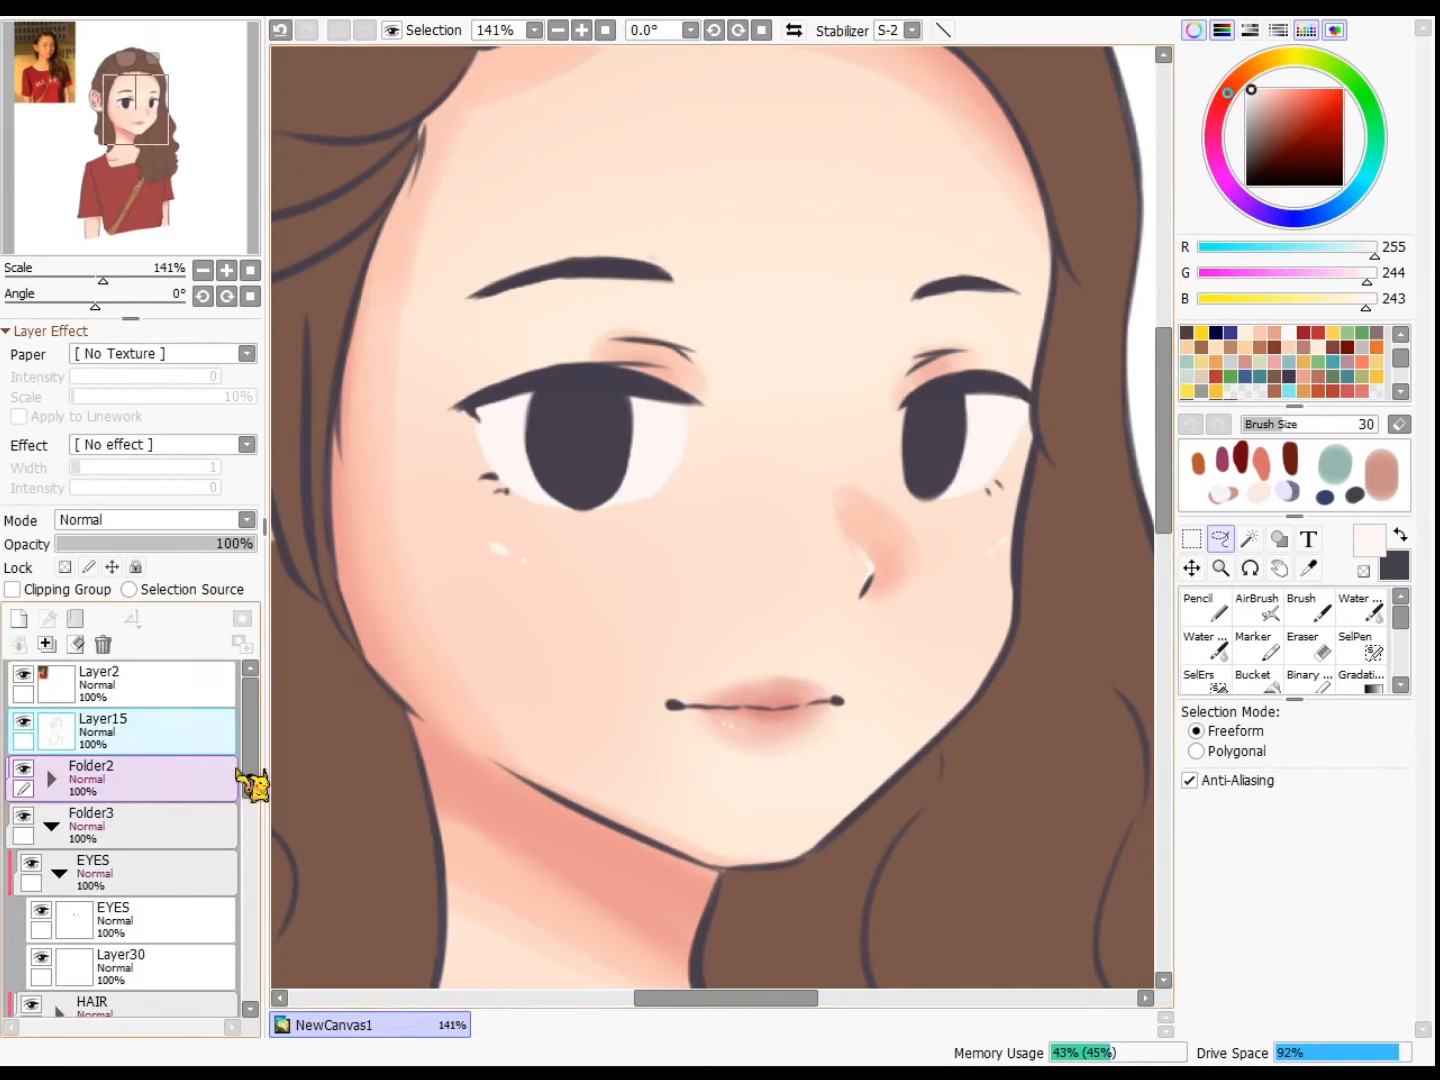 Selection 141% 0.0° Stabilizer S-2
Scale 141%
Angle 0°
Layer Effect
Paper [ No Texture ]
Intensity 0
Scale 10%
Apply to Linework
Effect [ No effect ]
Width 1
Intensity 0
Mode Normal
Opacity 100%
Lock
Clipping Group Selection Source
Layer2
Normal
100%
Layer15
Normal
100%
Folder2
Normal
100%
Folder3
Normal
100%
EYES
Normal
100%
EYES
Normal
100%
Layer30
Normal
100%
HAIR
Normal
NewCanvas1 141%
R 255
G 244
B 243
Brush Size 30
T
Pencil AirBrush Brush Water ...
Water ... Marker Eraser SelPen
SelErs Bucket Binary ... Gradati...
Selection Mode:
Freeform
Polygonal
Anti-Aliasing
Memory Usage 43% (45%) Drive Space 92%